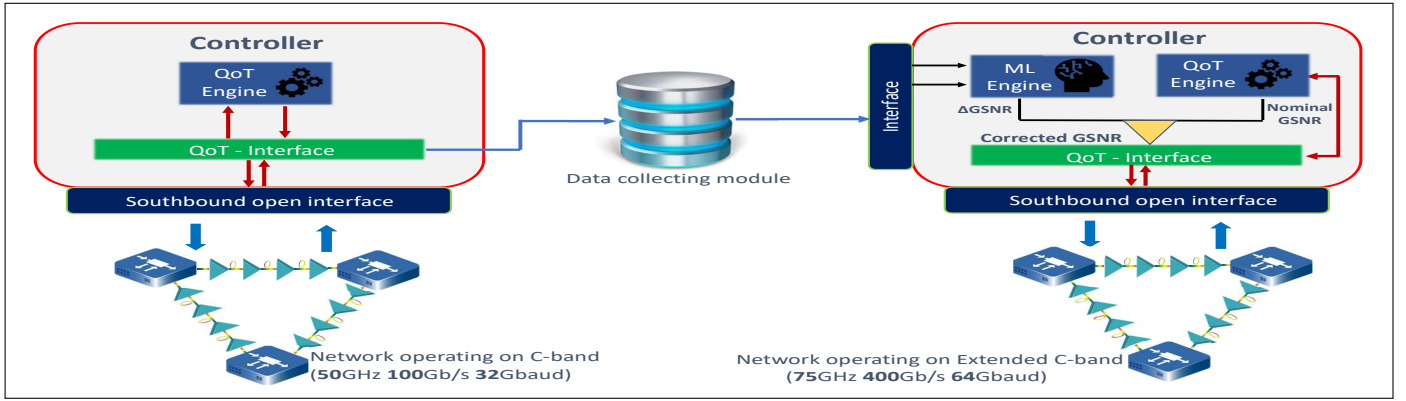 Controller
QoT
Engine
QoT - Interface
Southbound open interface
Network operating on C-band
(50GHz 100Gb/s 32Gbaud)
Data collecting module
Interface
Controller
ML
Engine
QoT
Engine
ΔGSNR
Nominal
GSNR
Corrected GSNR
QoT - Interface
Southbound open interface
Network operating on Extended C-band
(75GHz 400Gb/s 64Gbaud)